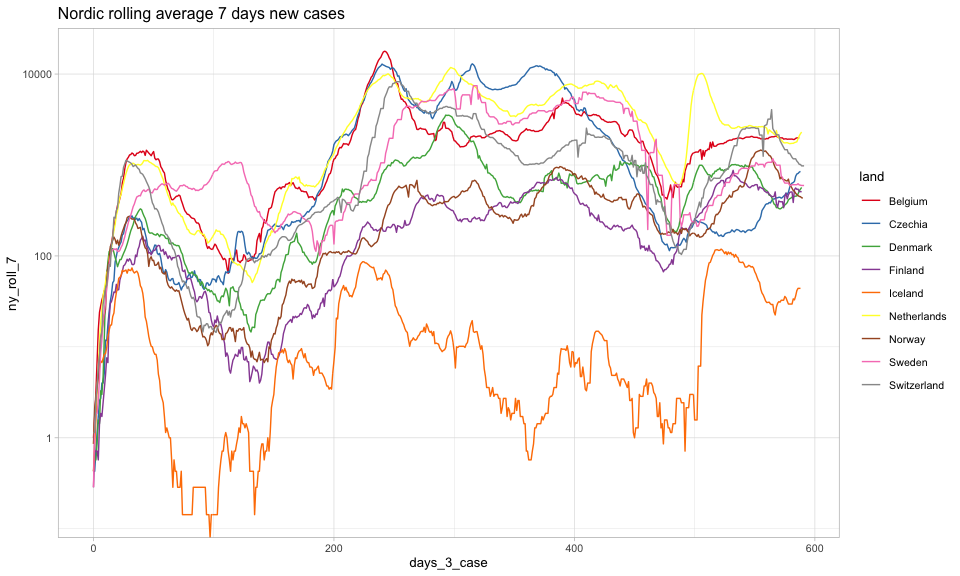 Nordic rolling average 7 days new cases
ny_roll_7
10000
100
1
0
200
400
600
days_3_case
land
Belgium
Czechia
Denmark
Finland
Iceland
Netherlands
Norway
Sweden
Switzerland